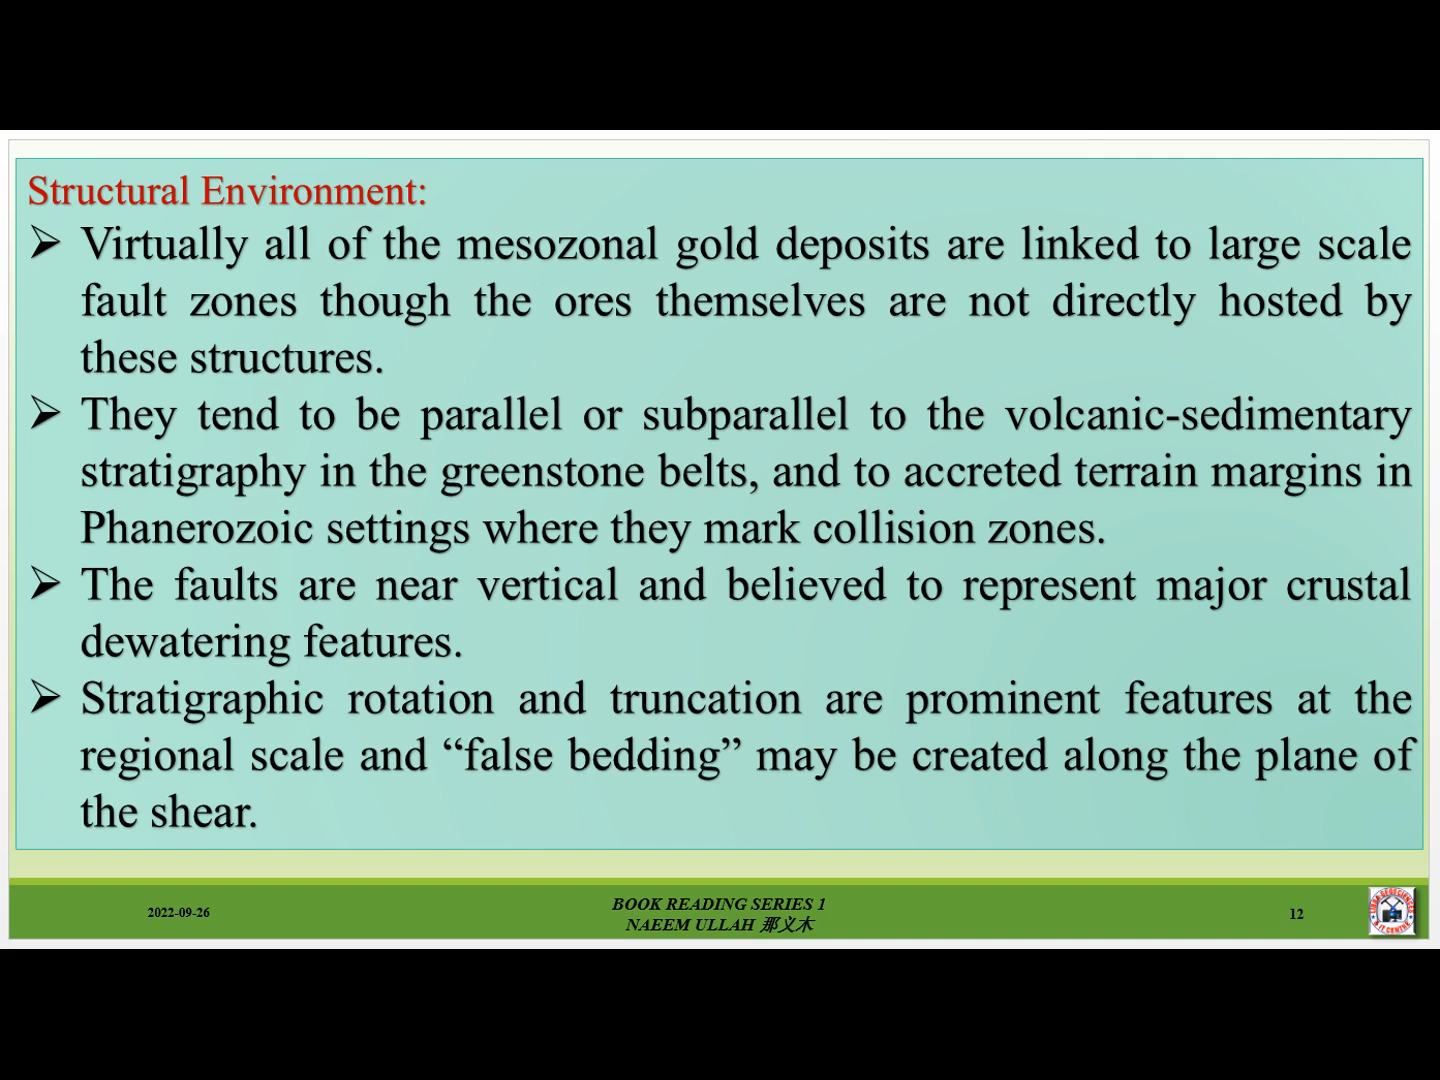 Structural Environment:
➢ Virtually all of the mesozonal gold deposits are linked to large scale
fault zones though the ores themselves are not directly hosted by
these structures.
➢ They tend to be parallel or subparallel to the volcanic-sedimentary
stratigraphy in the greenstone belts, and to accreted terrain margins in
Phanerozoic settings where they mark collision zones.
➢ The faults are near vertical and believed to represent major crustal
dewatering features.
➢ Stratigraphic rotation and truncation are prominent features at the
regional scale and “false bedding” may be created along the plane of
the shear.
2022-09-26
BOOK READING SERIES 1
NAEEM ULLAH 那义木
12